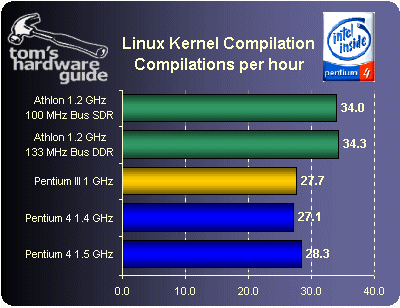 tom's
hardware
guide
Linux Kernel Compilation
Compilations per hour
intel
inside
pentium 4
Athlon 1.2 GHz
100 MHz Bus SDR
34.0
Athlon 1.2 GHz
133 MHz Bus DDR
34.3
Pentium III 1 GHz
27.7
Pentium 4 1.4 GHz
27.1
Pentium 4 1.5 GHz
28.3
0.0 10.0 20.0 30.0 40.0